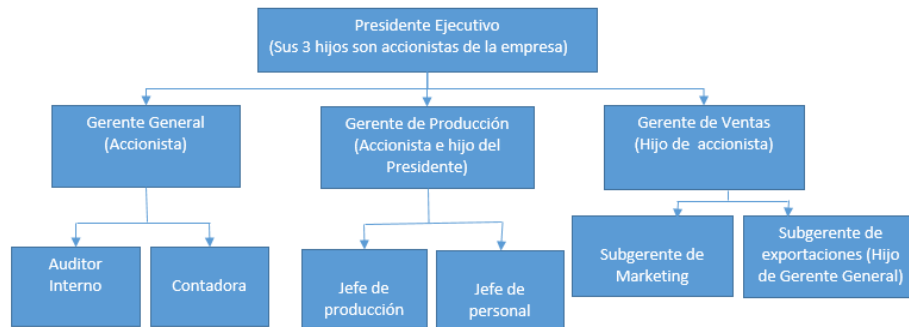 Presidente Ejecutivo
(Sus 3 hijos son accionistas de la empresa)
Gerente General
(Accionista)
Gerente de Producción
(Accionista e hijo del
Presidente)
Gerente de Ventas
(Hijo de accionista)
Auditor
Interno
Contadora
Jefe de
producción
Jefe de
personal
Subgerente de
Marketing
Subgerente de
exportaciones (Hijo
de Gerente General)